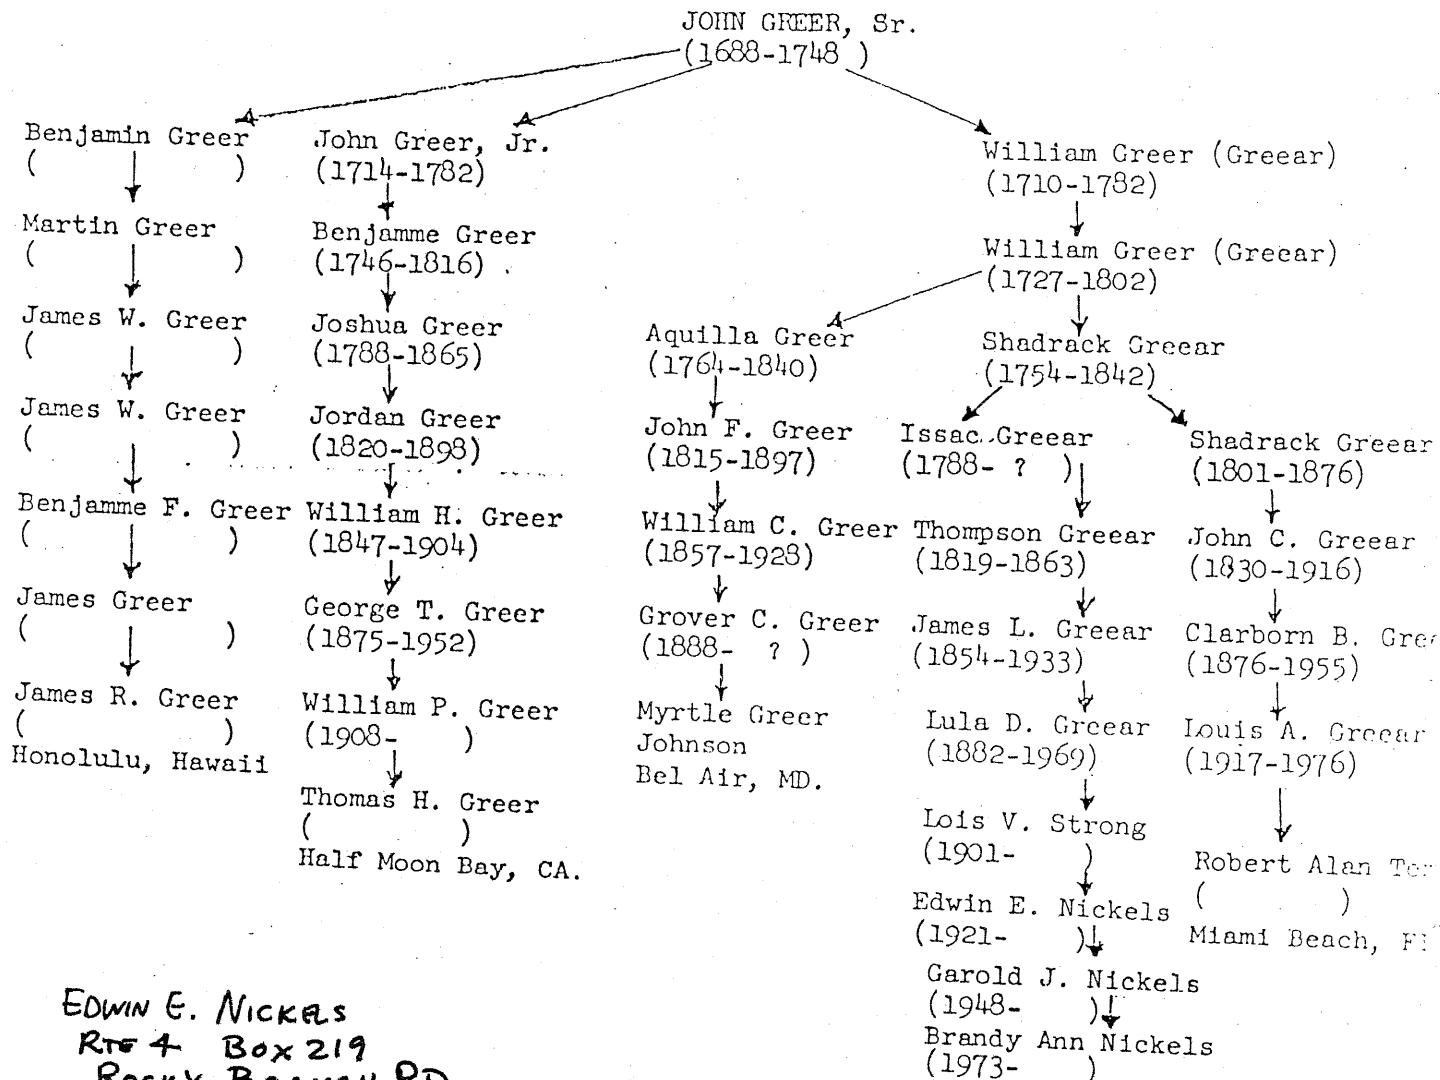 JOHN GREER, Sr.
(1688-1748 )
Benjamin Greer
( )
Martin Greer
( )
James W. Greer
( )
James W. Greer
( )
Benjamme F. Greer
( )
James Greer
( )
James R. Greer
( )
Honolulu, Hawaii
John Greer, Jr.
(1714-1782)
Benjamme Greer
(1746-1816)
Joshua Greer
(1788-1865)
Jordan Greer
(1820-1898)
William H. Greer
(1847-1904)
George T. Greer
(1875-1952)
William P. Greer
(1908- )
Thomas H. Greer
( )
Half Moon Bay, CA.
William Greer (Greear)
(1710-1782)
William Greer (Greear)
(1727-1802)
Aquilla Greer
(1764-1840)
John F. Greer
(1815-1897)
William C. Greer
(1857-1928)
Grover C. Greer
(1888- ? )
Myrtle Greer
Johnson
Bel Air, MD.
Shadrack Greear
(1754-1842)
Issac Greear
(1788- ? )
Thompson Greear
(1819-1863)
James L. Greear
(1854-1933)
Lula D. Greear
(1882-1969)
Lois V. Strong
(1901- )
Edwin E. Nickels
(1921- )
Garold J. Nickels
(1948- )
Brandy Ann Nickels
(1973- )
Shadrack Greear
(1801-1876)
John C. Greear
(1830-1916)
Clarborn B.
(1876-1955)
Louis A. Greear
(1917-1976)
Robert Alan
( )
Miami Beach,
EDWIN E. NICKELS
RTE 4 BOX 219